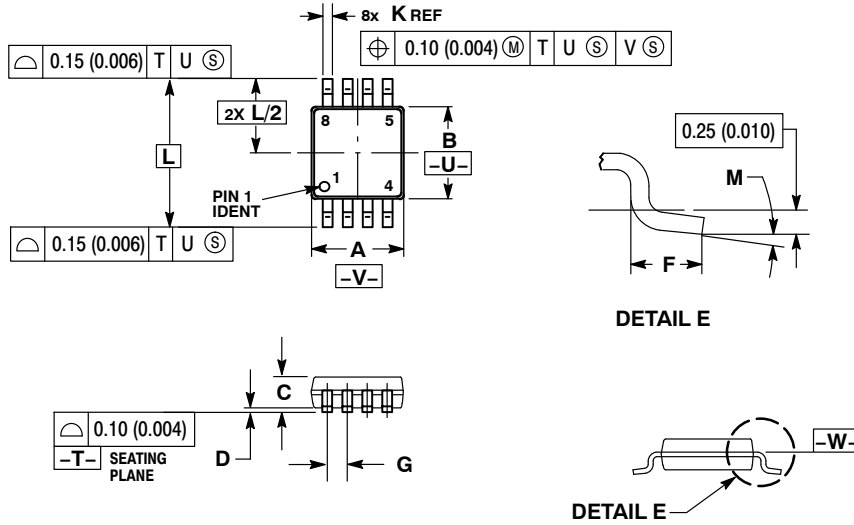 8x K REF
⌖ 0.10 (0.004) Ⓜ T U Ⓢ V Ⓢ
⌓ 0.15 (0.006) T U Ⓢ
2X L/2
8 5
B
-U-
L
1
4
PIN 1
IDENT
⌓ 0.15 (0.006) T U Ⓢ
A
-V-
0.25 (0.010)
M
F
DETAIL E
C
⌓ 0.10 (0.004)
-T- SEATING
PLANE
D
G
-W-
DETAIL E